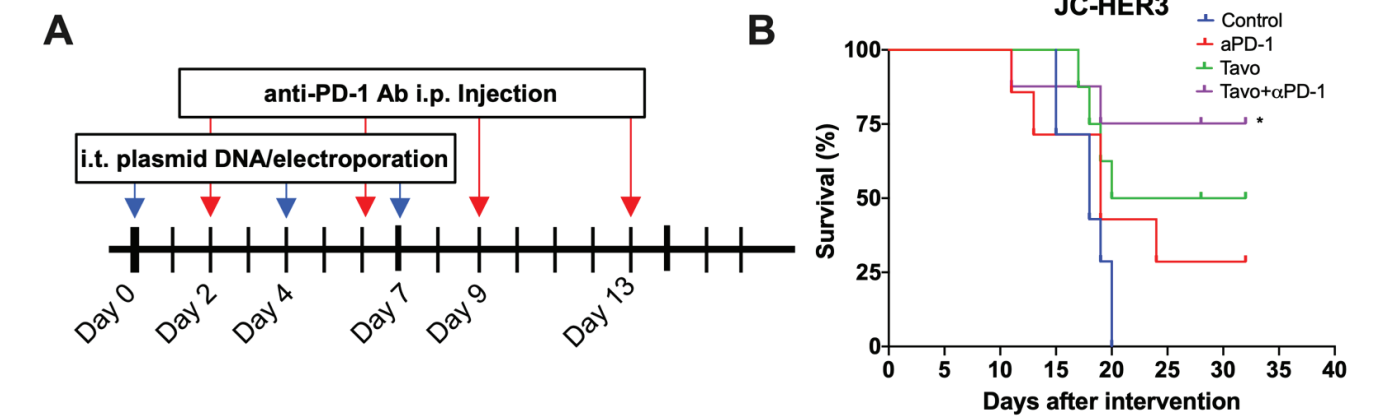 A
anti-PD-1 Ab i.p. Injection
i.t. plasmid DNA/electroporation
Day 0
Day 2
Day 4
Day 7
Day 9
Day 13
B
JC-HER3
Control
aPD-1
Tavo
Tavo+αPD-1
*
Survival (%)
100
75
50
25
0
0 5 10 15 20 25 30 35 40
Days after intervention